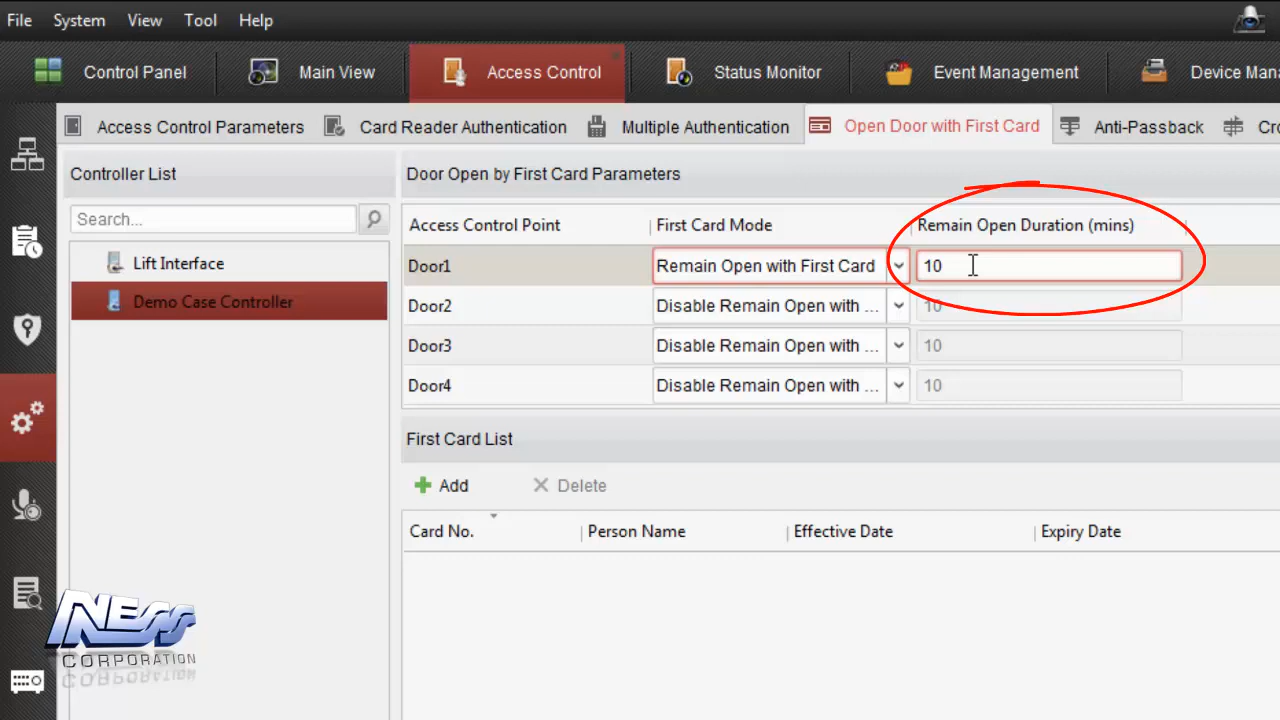 File System View Tool Help
Control Panel Main View Access Control Status Monitor Event Management Device Mana
Access Control Parameters Card Reader Authentication Multiple Authentication Open Door with First Card Anti-Passback Cro
Controller List
Search...
Lift Interface
Demo Case Controller
Door Open by First Card Parameters
Access Control Point First Card Mode Remain Open Duration (mins)
Door1 Remain Open with First Card 10
Door2 Disable Remain Open with ... 10
Door3 Disable Remain Open with ... 10
Door4 Disable Remain Open with ... 10
First Card List
Add Delete
Card No. Person Name Effective Date Expiry Date
NESS
CORPORATION